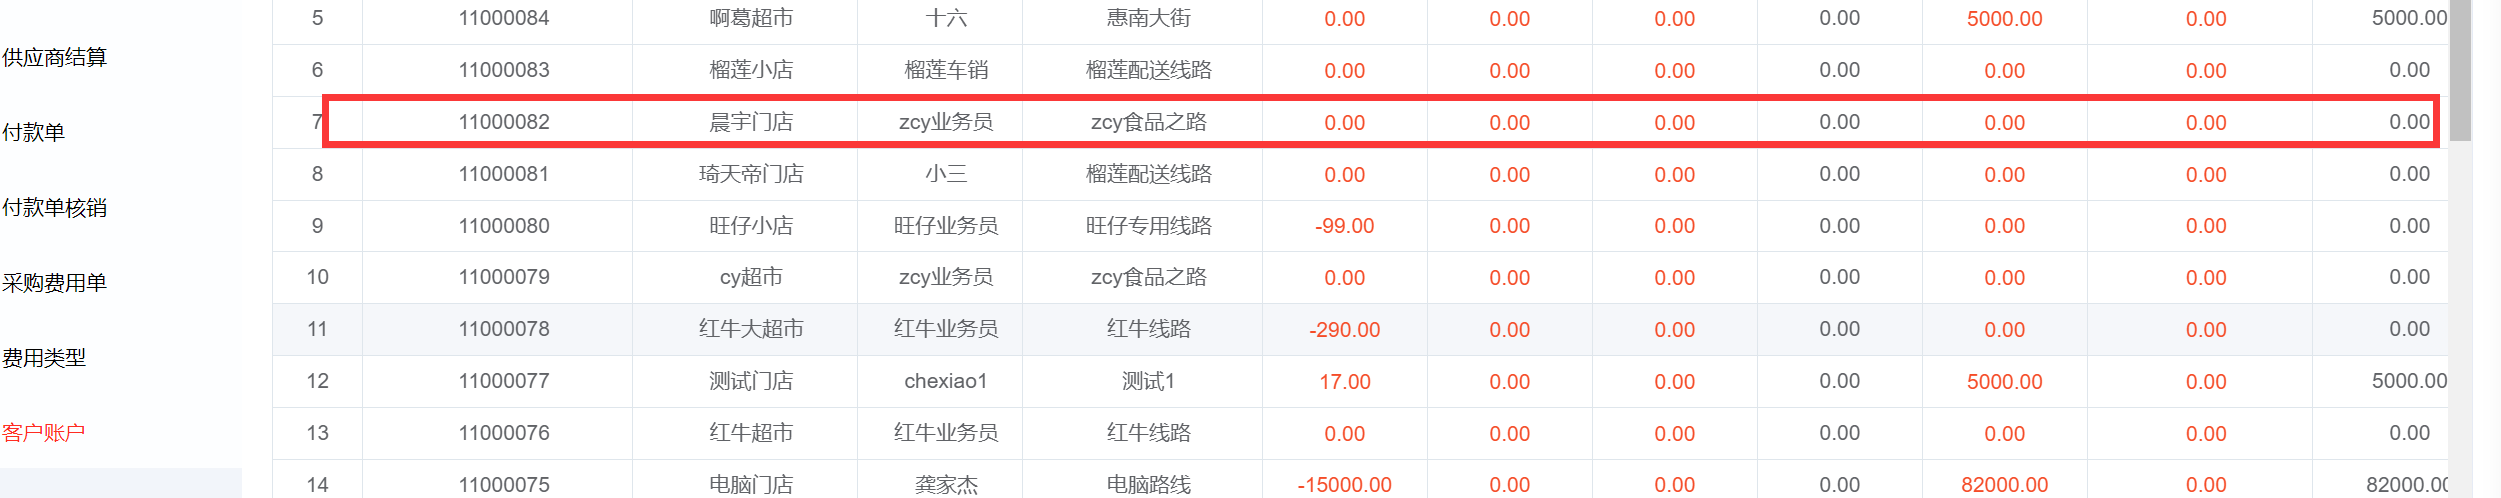 供应商结算
付款单
付款单核销
采购费用单
费用类型
客户账户
5 11000084 啊葛超市 十六 惠南大街 0.00 0.00 0.00 0.00 5000.00 0.00 5000.00
6 11000083 榴莲小店 榴莲车销 榴莲配送线路 0.00 0.00 0.00 0.00 0.00 0.00 0.00
7 11000082 晨宇门店 zcy业务员 zcy食品之路 0.00 0.00 0.00 0.00 0.00 0.00 0.00
8 11000081 琦天帝门店 小三 榴莲配送线路 0.00 0.00 0.00 0.00 0.00 0.00 0.00
9 11000080 旺仔小店 旺仔业务员 旺仔专用线路 -99.00 0.00 0.00 0.00 0.00 0.00 0.00
10 11000079 cy超市 zcy业务员 zcy食品之路 0.00 0.00 0.00 0.00 0.00 0.00 0.00
11 11000078 红牛大超市 红牛业务员 红牛线路 -290.00 0.00 0.00 0.00 0.00 0.00 0.00
12 11000077 测试门店 chexiao1 测试1 17.00 0.00 0.00 0.00 5000.00 0.00 5000.00
13 11000076 红牛超市 红牛业务员 红牛线路 0.00 0.00 0.00 0.00 0.00 0.00 0.00
14 11000075 电脑门店 龚家杰 电脑路线 -15000.00 0.00 0.00 0.00 82000.00 0.00 82000.00